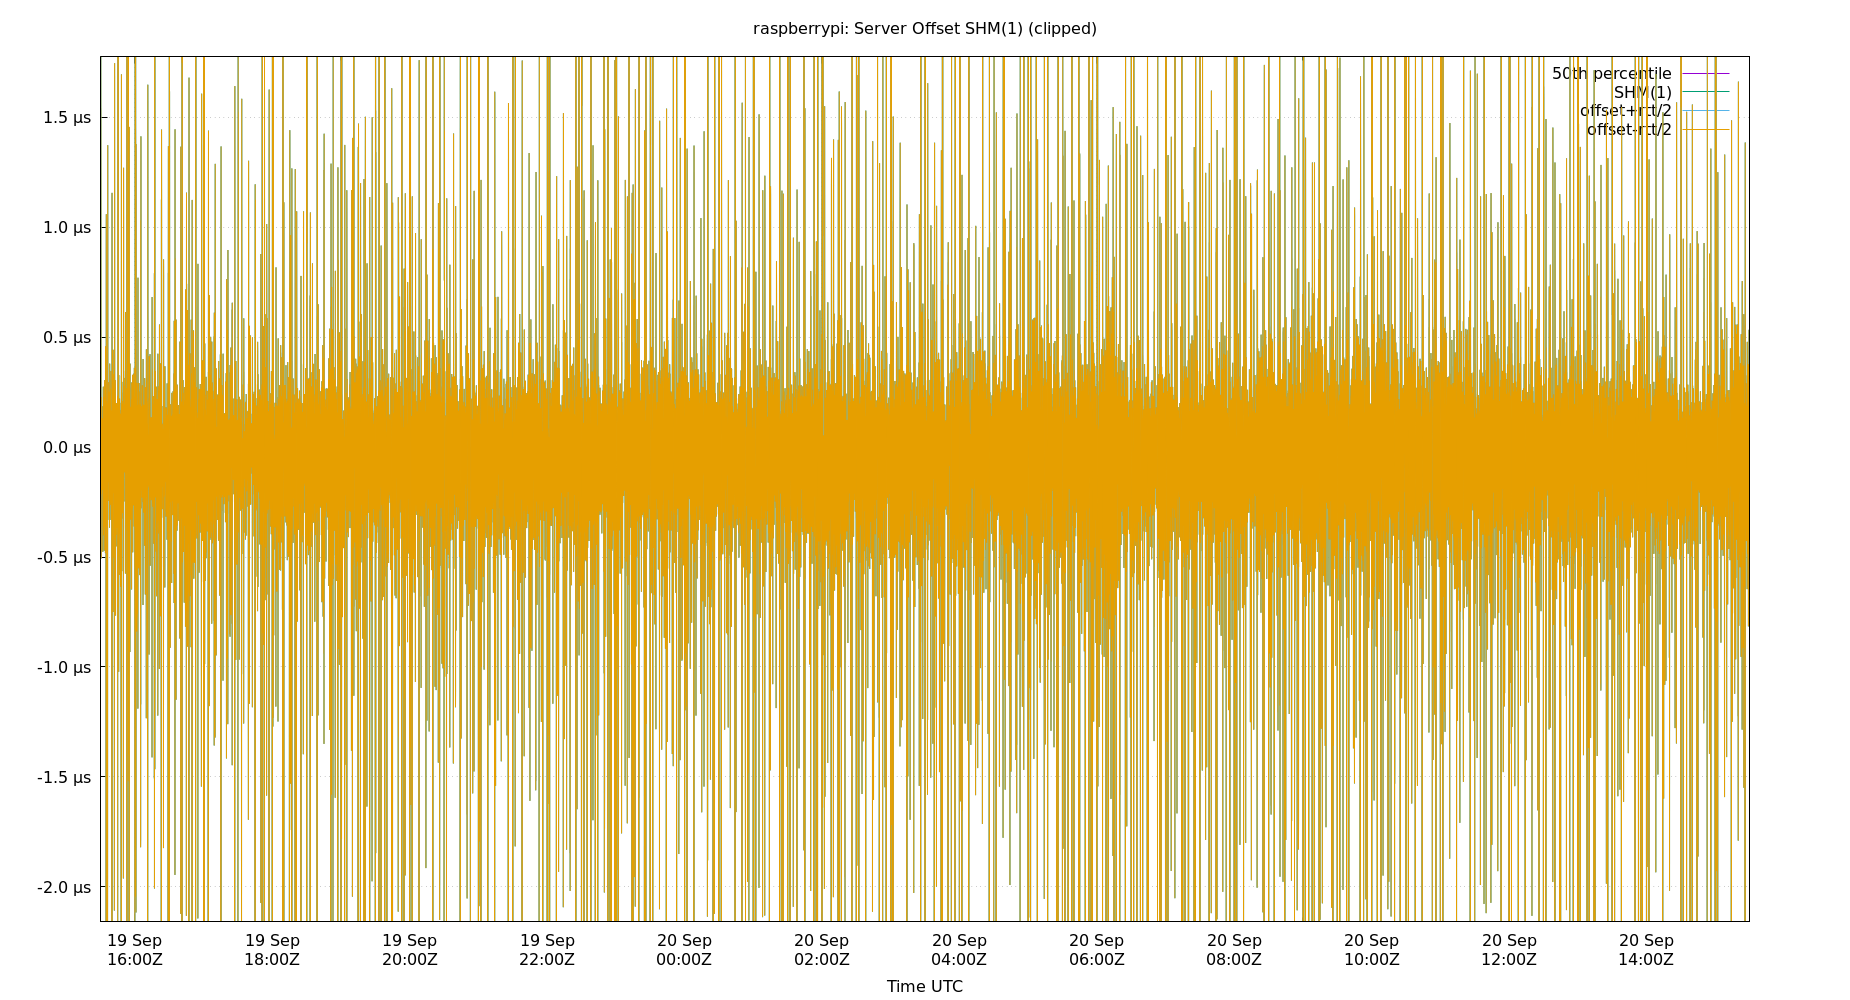 raspberrypi: Server Offset SHM(1) (clipped)
50th percentile
SHM(1)
offset+rtt/2
offset-rtt/2
1.5 µs
1.0 µs
0.5 µs
0.0 µs
-0.5 µs
-1.0 µs
-1.5 µs
-2.0 µs
19 Sep 19 Sep 19 Sep 19 Sep 20 Sep 20 Sep 20 Sep 20 Sep 20 Sep 20 Sep 20 Sep 20 Sep
16:00Z 18:00Z 20:00Z 22:00Z 00:00Z 02:00Z 04:00Z 06:00Z 08:00Z 10:00Z 12:00Z 14:00Z
Time UTC